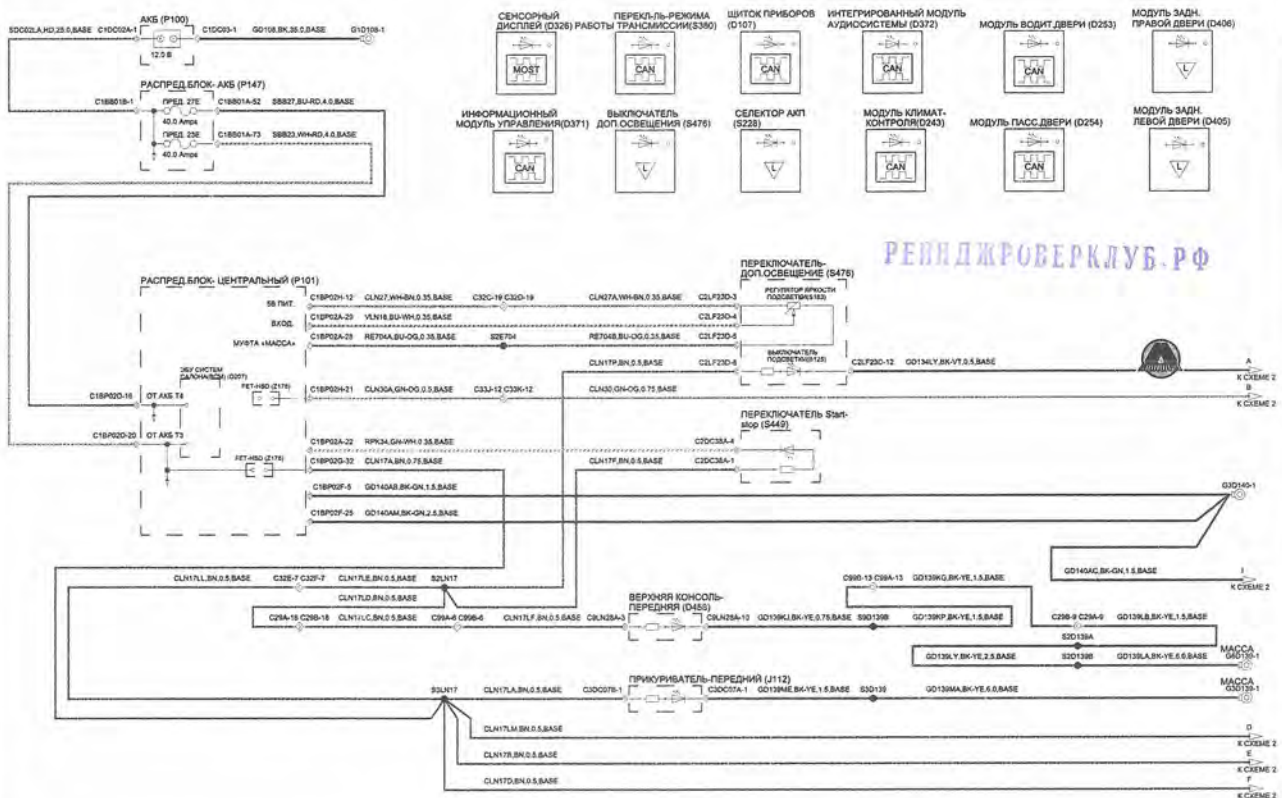 АКБ (P100)
C1DC02A-1
C1DC03-1
GD108,BK,35.0,BASE
G1D108-1
12.0 В
РАСПРЕД.БЛОК- АКБ (P147)
C1BB01B-1
ПРЕД. 27E
40.0 Amps
C1BB01A-52
SBB27,BU-RD,4.0,BASE
40.0 Amps
C1BB01A-73
SBB23,WH-RD,4.0,BASE
СЕНСОРНЫЙ
ДИСПЛЕЙ (D326)
MOST
ПЕРЕКЛ-ЛЬ-РЕЖИМА
РАБОТЫ ТРАНСМИССИИ(S360)
CAN
ЩИТОК ПРИБОРОВ
(D107)
CAN
ИНТЕГРИРОВАННЫЙ МОДУЛЬ
АУДИОСИСТЕМЫ (D372)
CAN
МОДУЛЬ ВОДИТ ДВЕРИ (D253)
CAN
МОДУЛЬ ЗАДН.
ПРАВОЙ ДВЕРИ (D406)
L
ИНФОРМАЦИОННЫЙ
МОДУЛЬ УПРАВЛЕНИЯ(D371)
CAN
ВЫКЛЮЧАТЕЛЬ
ДОП.ОСВЕЩЕНИЯ (S476)
L
СЕЛЕКТОР АКП
(S228)
L
МОДУЛЬ КЛИМАТ-
КОНТРОЛЯ(D243)
CAN
МОДУЛЬ ПАСС.ДВЕРИ (D254)
CAN
МОДУЛЬ ЗАДН.
ЛЕВОЙ ДВЕРИ (D405)
L
РЕЙНДЖРОВЕРКЛУБ.РФ
РАСПРЕД.БЛОК- ЦЕНТРАЛЬНЫЙ (P101)
5В ПИТ.
C1BP02H-12
CLN27,WH-BN,0.35,BASE
C32C-19 C32D-19
CLN27A,WH-BN,0.35,BASE
C2LF23D-3
ВХОД
C1BP02A-29
VLN18,BU-WH,0.35,BASE
C2LF23D-4
МУФТА «МАССА»
C1BP02A-28
RE704A,BU-OG,0.35,BASE
S2E704
RE704B,BU-OG,0.35,BASE
C2LF23D-5
ПЕРЕКЛЮЧАТЕЛЬ-
ДОП.ОСВЕЩЕНИЕ (S476)
РЕГУЛЯТОР ЯРКОСТИ
ПОДСВЕТКИ(S183)
ВЫКЛЮЧАТЕЛЬ
ПОДСВЕТКИ(S125)
CLN17P,BN,0.5,BASE
C2LF23D-12
GD134LY,BK-VT,0.5,BASE
A
К СХЕМЕ 2
FET-HSD (Z176)
C1BP02H-21
CLN30A,GN-OG,0.5,BASE
C33J-12 C33K-12
CLN30,GN-OG,0.75,BASE
B
К СХЕМЕ 2
C1BP02D-16
ОТ АКБ T4
C1BP02D-20
ОТ АКБ T3
FET-HSD (Z176)
C1BP02A-22
RPK34,GN-WH,0.35,BASE
C2DC38A-4
C1BP02G-32
CLN17A,BN,0.75,BASE
CLN17F,BN,0.5,BASE
C2DC38A-1
ПЕРЕКЛЮЧАТЕЛЬ Start-
stop (S449)
C1BP02F-5
GD140AB,BK-GN,1.5,BASE
G3D140-1
C1BP02F-25
GD140AM,BK-GN,2.5,BASE
GD140AC,BK-GN,1.5,BASE
I
К СХЕМЕ 2
CLN17LL,BN,0.5,BASE
C32E-7 C32F-7
CLN17LE,BN,0.5,BASE
S2LN17
CLN17LD,BN,0.5,BASE
C29A-18 C29B-18
CLN17LC,BN,0.5,BASE
C99A-6 C99B-6
CLN17LF,BN,0.5,BASE
C9LN28A-3
ВЕРХНЯЯ КОНСОЛЬ-
ПЕРЕДНЯЯ (D455)
C9LN28A-10
GD139KJ,BK-YE,0.75,BASE
S9D139B
GD139KP,BK-YE,1.5,BASE
C99B-13 C99A-13
GD139KG,BK-YE,1.5,BASE
C29B-9 C29A-9
GD139LB,BK-YE,1.5,BASE
S2D139A
GD139LY,BK-YE,2.5,BASE
S2D139B
GD139LA,BK-YE,6.0,BASE
МАССА
ПРИКУРИВАТЕЛЬ-ПЕРЕДНИЙ (J112)
S3LN17
CLN17LA,BN,0.5,BASE
C3DC07B-1
C3DC07A-1
GD139ME,BK-YE,1.5,BASE
S3D139
GD139MA,BK-YE,6.0,BASE
МАССА
G3D139-1
CLN17LM,BN,0.5,BASE
D
К СХЕМЕ 2
CLN17B,BN,0.5,BASE
E
К СХЕМЕ 2
CLN17D,BN,0.5,BASE
F
К СХЕМЕ 2